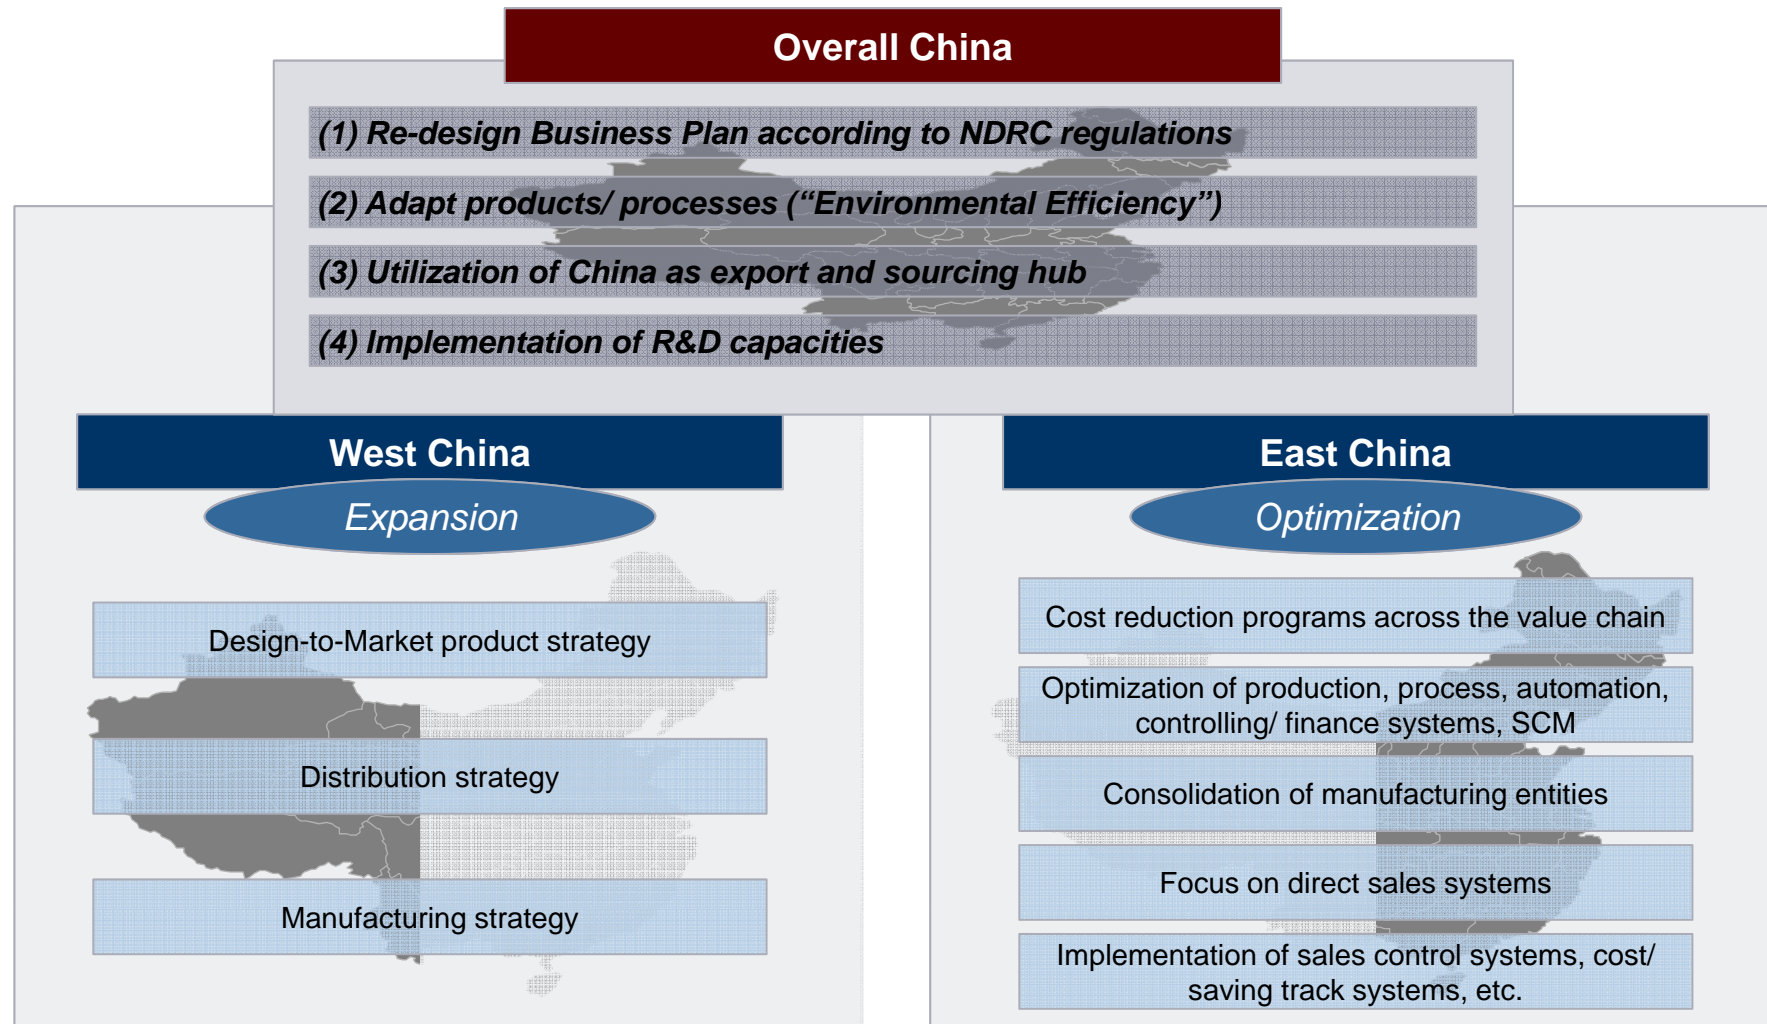 Overall China
(1) Re-design Business Plan according to NDRC regulations
(2) Adapt products/ processes (“Environmental Efficiency”)
(3) Utilization of China as export and sourcing hub
(4) Implementation of R&D capacities
West China
Expansion
Design-to-Market product strategy
Distribution strategy
Manufacturing strategy
East China
Optimization
Cost reduction programs across the value chain
Optimization of production, process, automation,
controlling/ finance systems, SCM
Consolidation of manufacturing entities
Focus on direct sales systems
Implementation of sales control systems, cost/
saving track systems, etc.